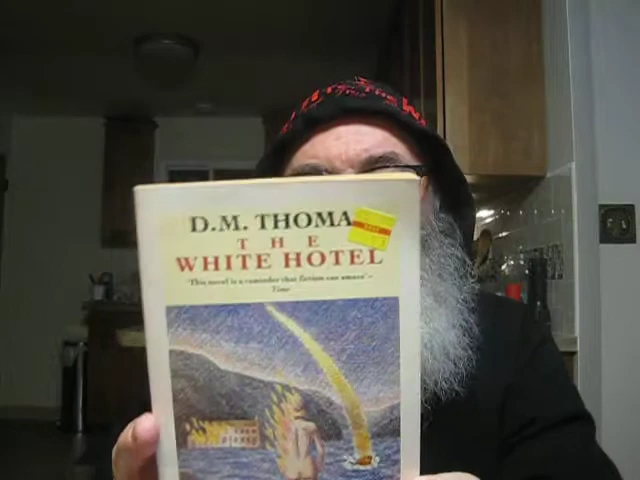 D.M. THOMA
THE
WHITE HOTEL
'This novel is a reminder that fiction can amaze' –
Time